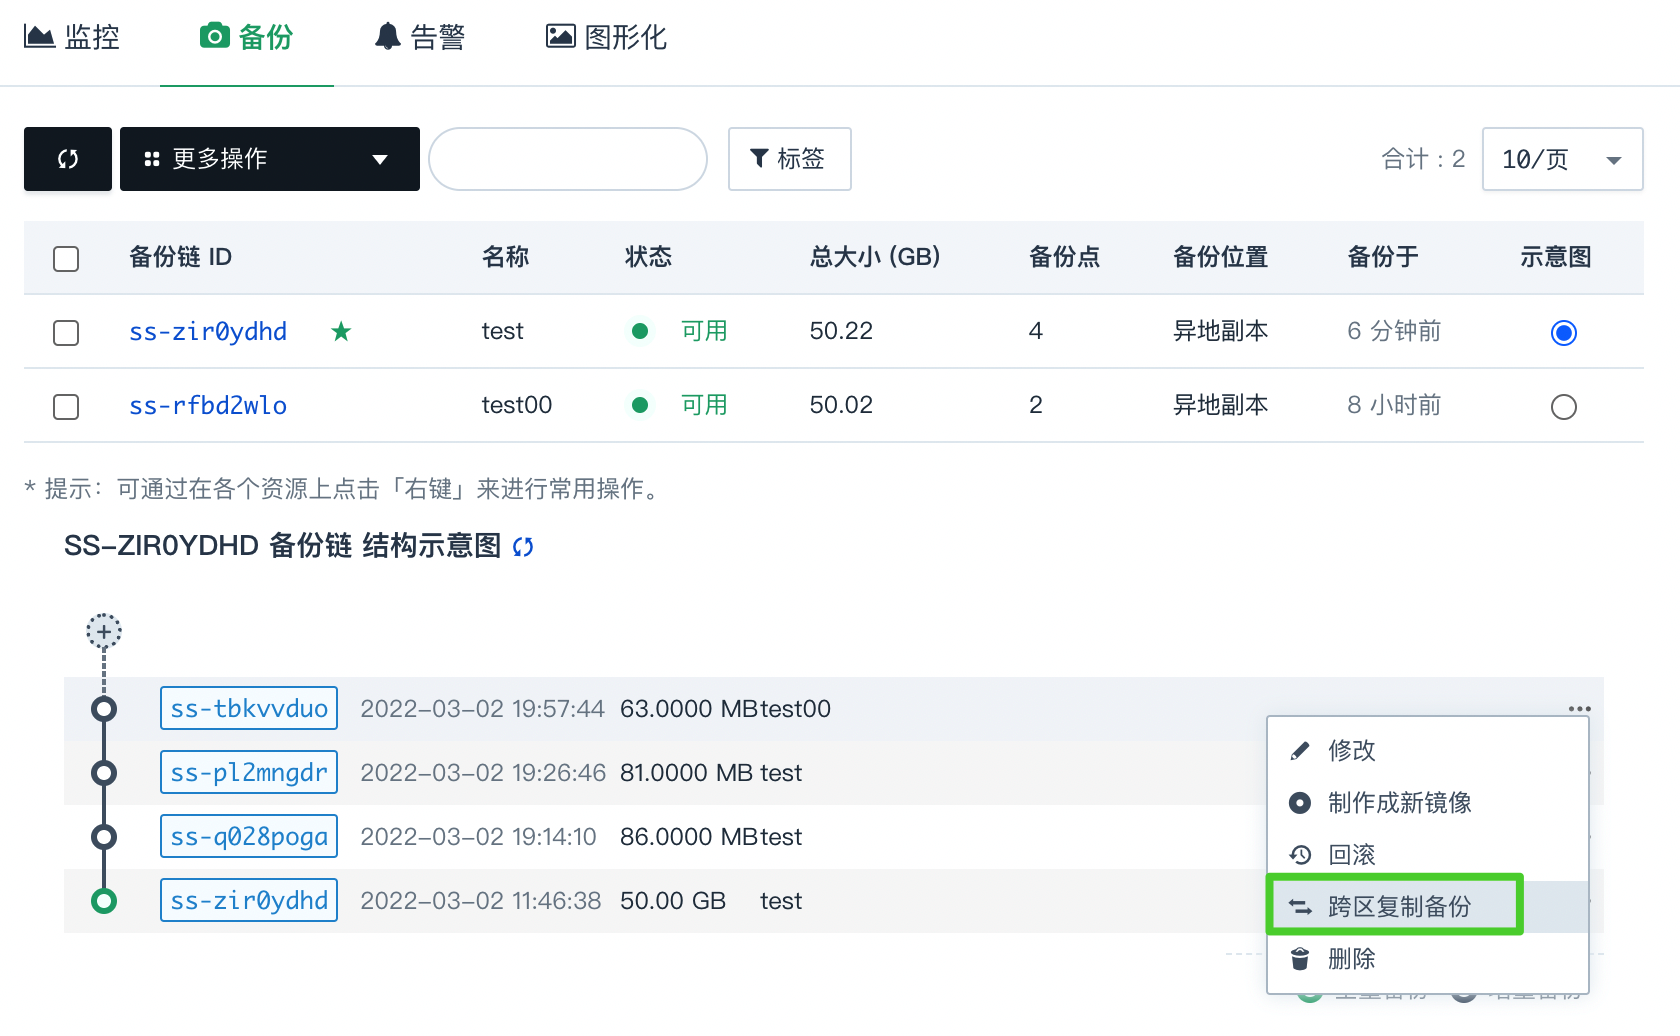 监控 备份 告警 图形化
更多操作 标签 合计：2 10/页
备份链 ID 名称 状态 总大小 (GB) 备份点 备份位置 备份于 示意图
ss-zir0ydhd ★ test 可用 50.22 4 异地副本 6 分钟前
ss-rfbd2wlo test00 可用 50.02 2 异地副本 8 小时前
* 提示：可通过在各个资源上点击「右键」来进行常用操作。
SS-ZIR0YDHD 备份链 结构示意图
ss-tbkvvduo 2022-03-02 19:57:44 63.0000 MB test00
ss-pl2mngdr 2022-03-02 19:26:46 81.0000 MB test
ss-q028poga 2022-03-02 19:14:10 86.0000 MB test
ss-zir0ydhd 2022-03-02 11:46:38 50.00 GB test
修改
制作成新镜像
回滚
跨区复制备份
删除